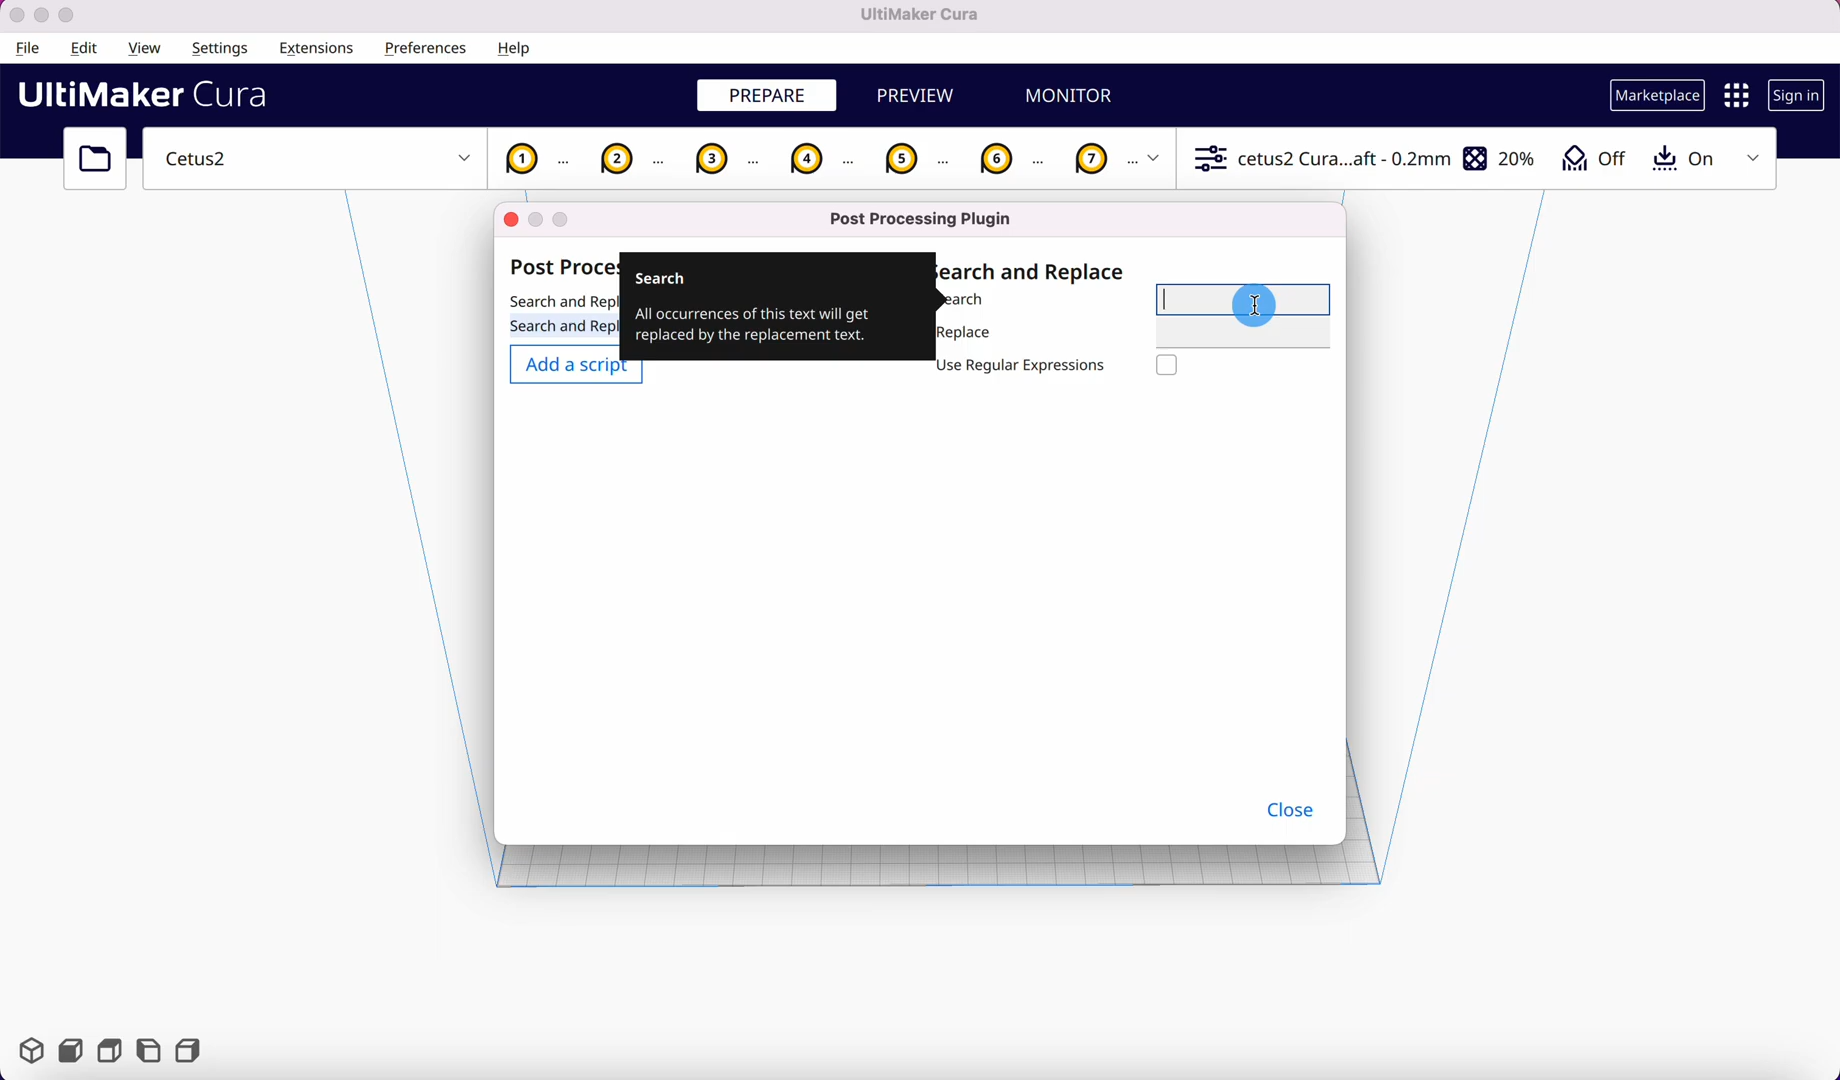 UltiMaker Cura
File Edit View Settings Extensions Preferences Help
UltiMaker Cura PREPARE PREVIEW MONITOR Marketplace Sign in
Cetus2 1 ... 2 ... 3 ... 4 ... 5 ... 6 ... 7 ... cetus2 Cura...aft - 0.2mm 20% Off On
Post Processing Plugin
Post Proces
Search and Repl
Search and Repl
Add a script
Search
All occurrences of this text will get
replaced by the replacement text.
Search and Replace
earch
Replace
Use Regular Expressions
Close